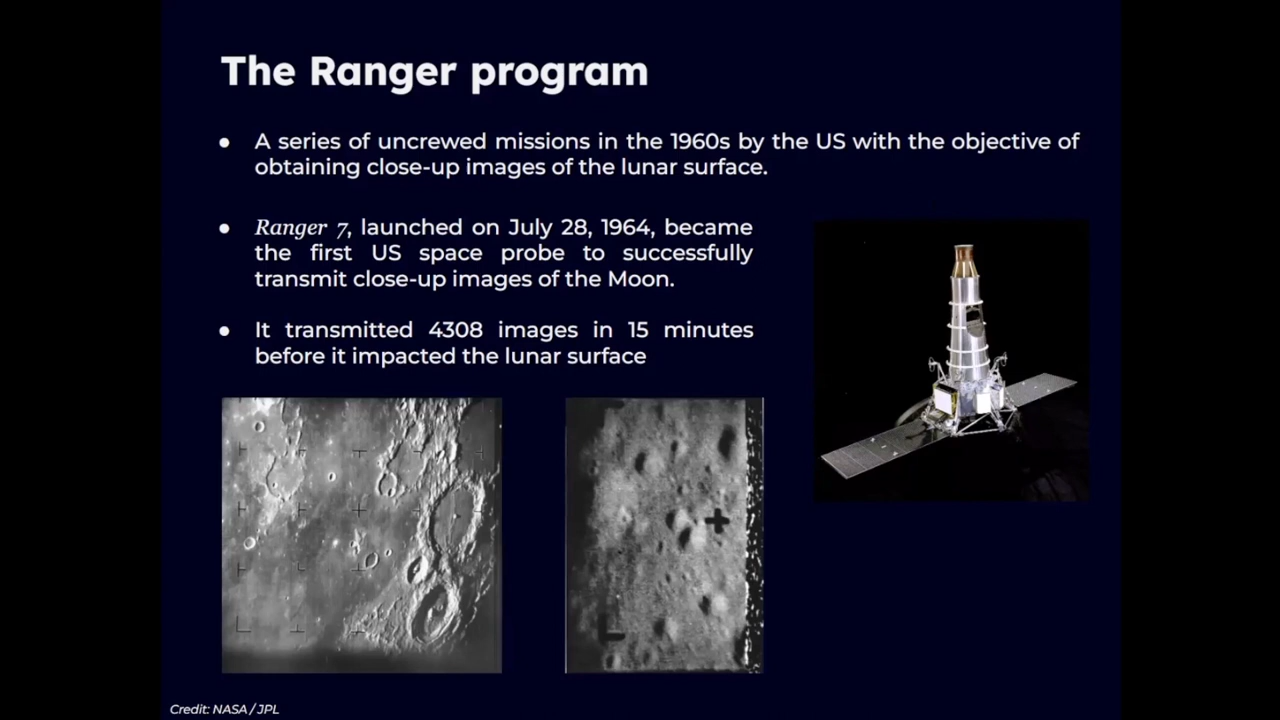 The Ranger program
● A series of uncrewed missions in the 1960s by the US with the objective of
obtaining close-up images of the lunar surface.
● Ranger 7, launched on July 28, 1964, became
the first US space probe to successfully
transmit close-up images of the Moon.
● It transmitted 4308 images in 15 minutes
before it impacted the lunar surface
Credit: NASA / JPL